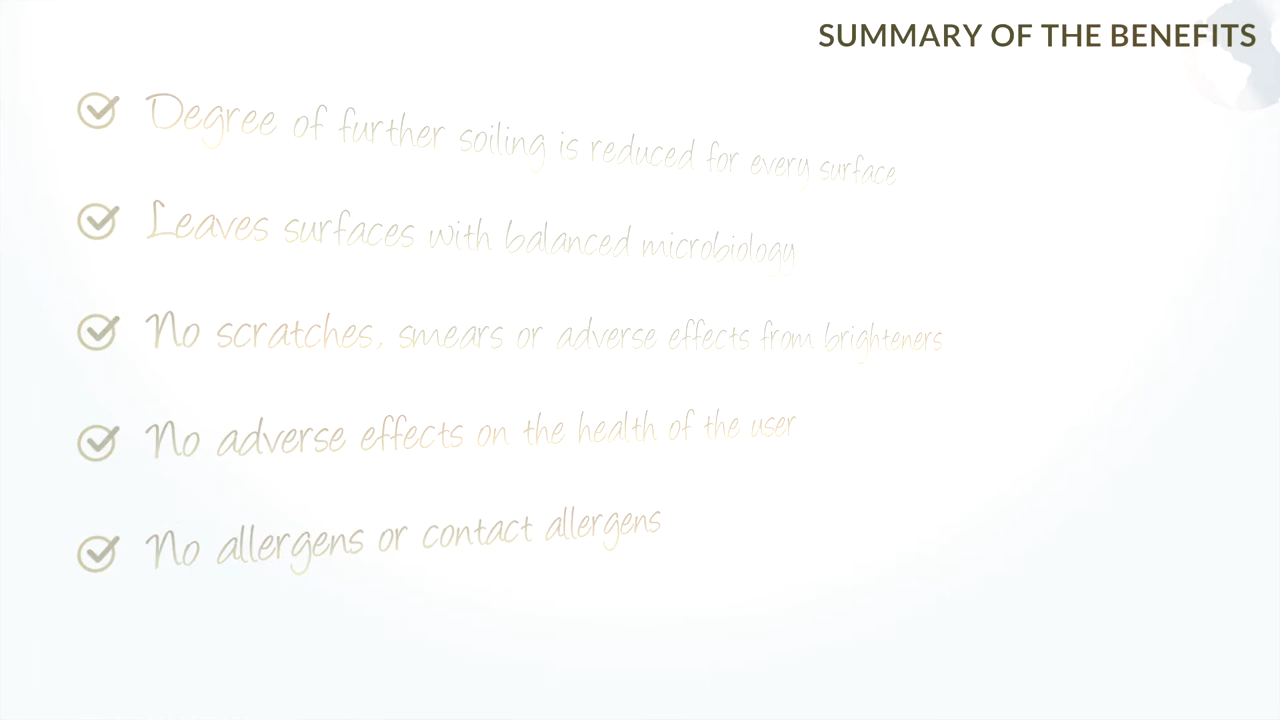 SUMMARY OF THE BENEFITS
Degree of further soiling is reduced for every surface
Leaves surfaces with balanced microbiology
No scratches, smears or adverse effects from brighteners
No adverse effects on the health of the user
No allergens or contact allergens